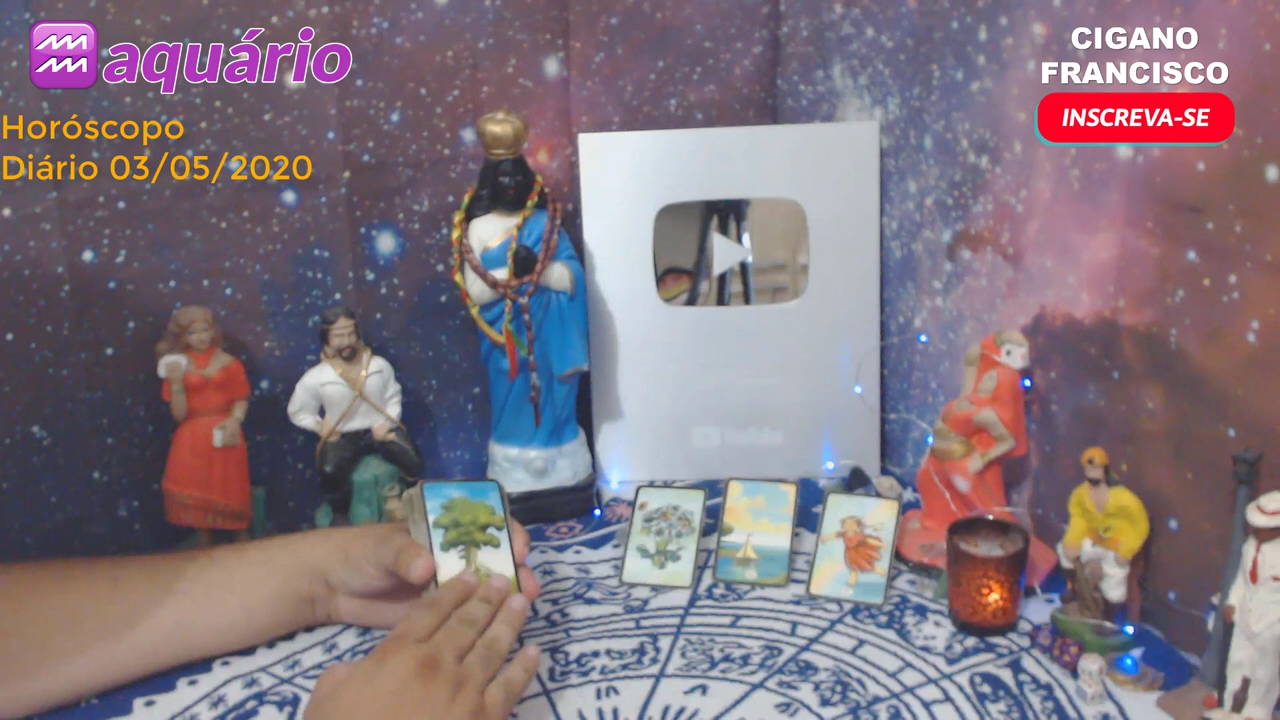 aquário
Horóscopo
Diário 03/05/2020
CIGANO
FRANCISCO
INSCREVA-SE